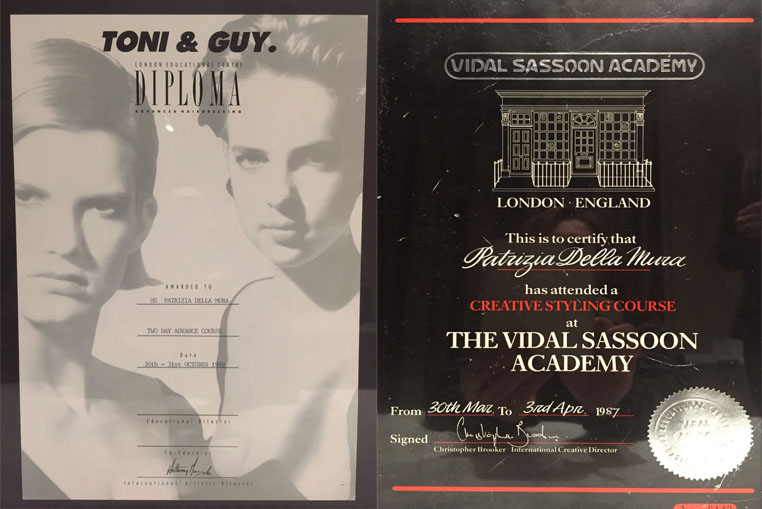 TONI & GUY.
LONDON EDUCATIONAL CENTRE
DIPLOMA
ADVANCED HAIRDRESSING
AWARDED TO
MS PATRIZIA DELLA MURA
TWO DAY ADVANCE COURSE
Date
30th - 31st OCTOBER 1989
Educational Director
Co-Educator
International Artistic Director
VIDAL SASSOON ACADEMY
LONDON · ENGLAND
This is to certify that
Patrizia Della Mura
has attended a
CREATIVE STYLING COURSE
at
THE VIDAL SASSOON
ACADEMY
From 30th Mar. To 3rd Apr. 1987
Signed Christopher Brooker
Christopher Brooker International Creative Director